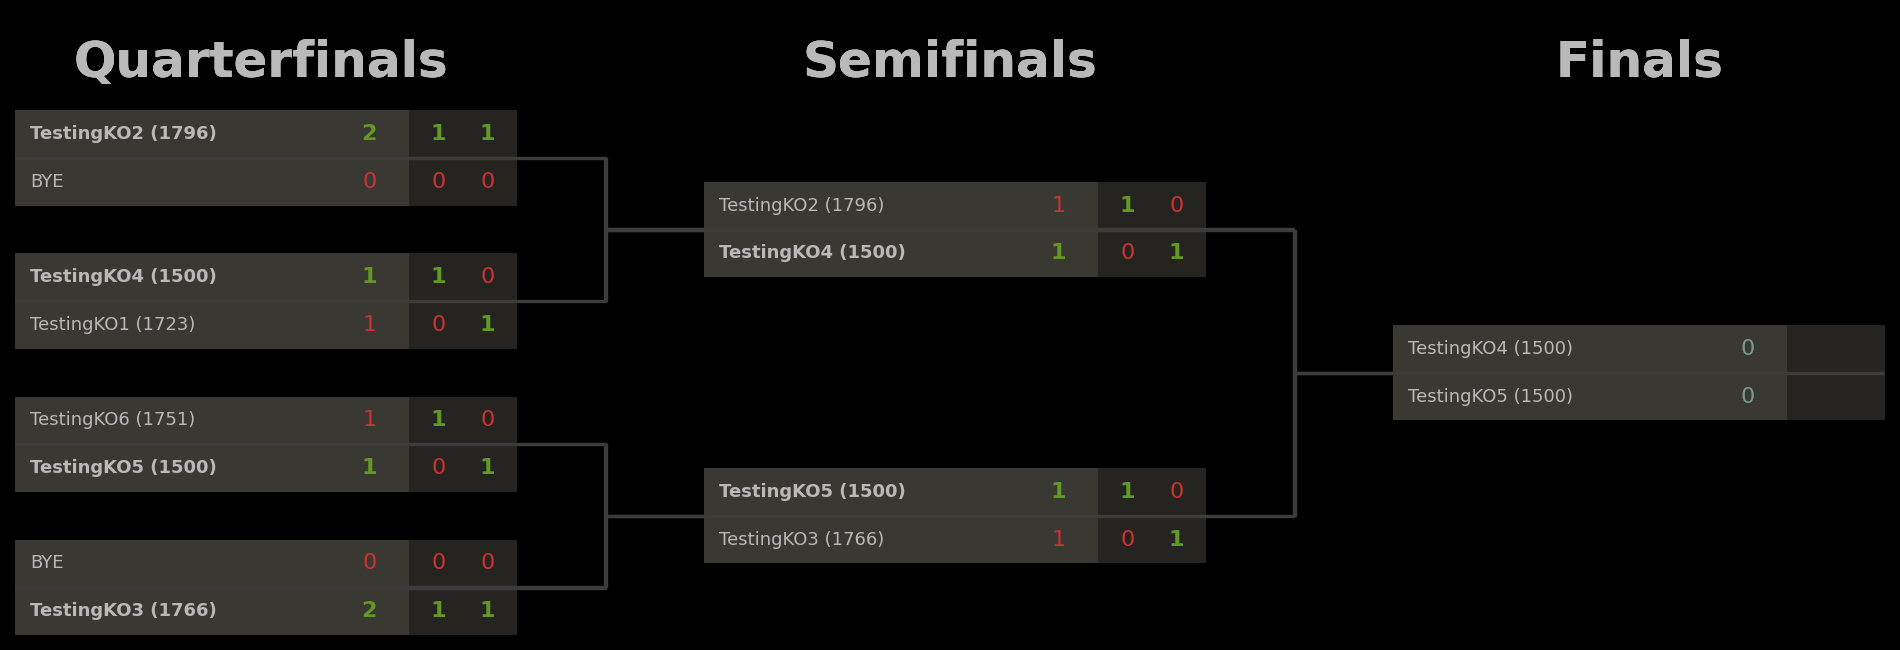 Quarterfinals
TestingKO2 (1796) 2 1 1
BYE 0 0 0
TestingKO4 (1500) 1 1 0
TestingKO1 (1723) 1 0 1
TestingKO6 (1751) 1 1 0
TestingKO5 (1500) 1 0 1
BYE 0 0 0
TestingKO3 (1766) 2 1 1
Semifinals
TestingKO2 (1796) 1 1 0
TestingKO4 (1500) 1 0 1
TestingKO5 (1500) 1 1 0
TestingKO3 (1766) 1 0 1
Finals
TestingKO4 (1500) 0
TestingKO5 (1500) 0